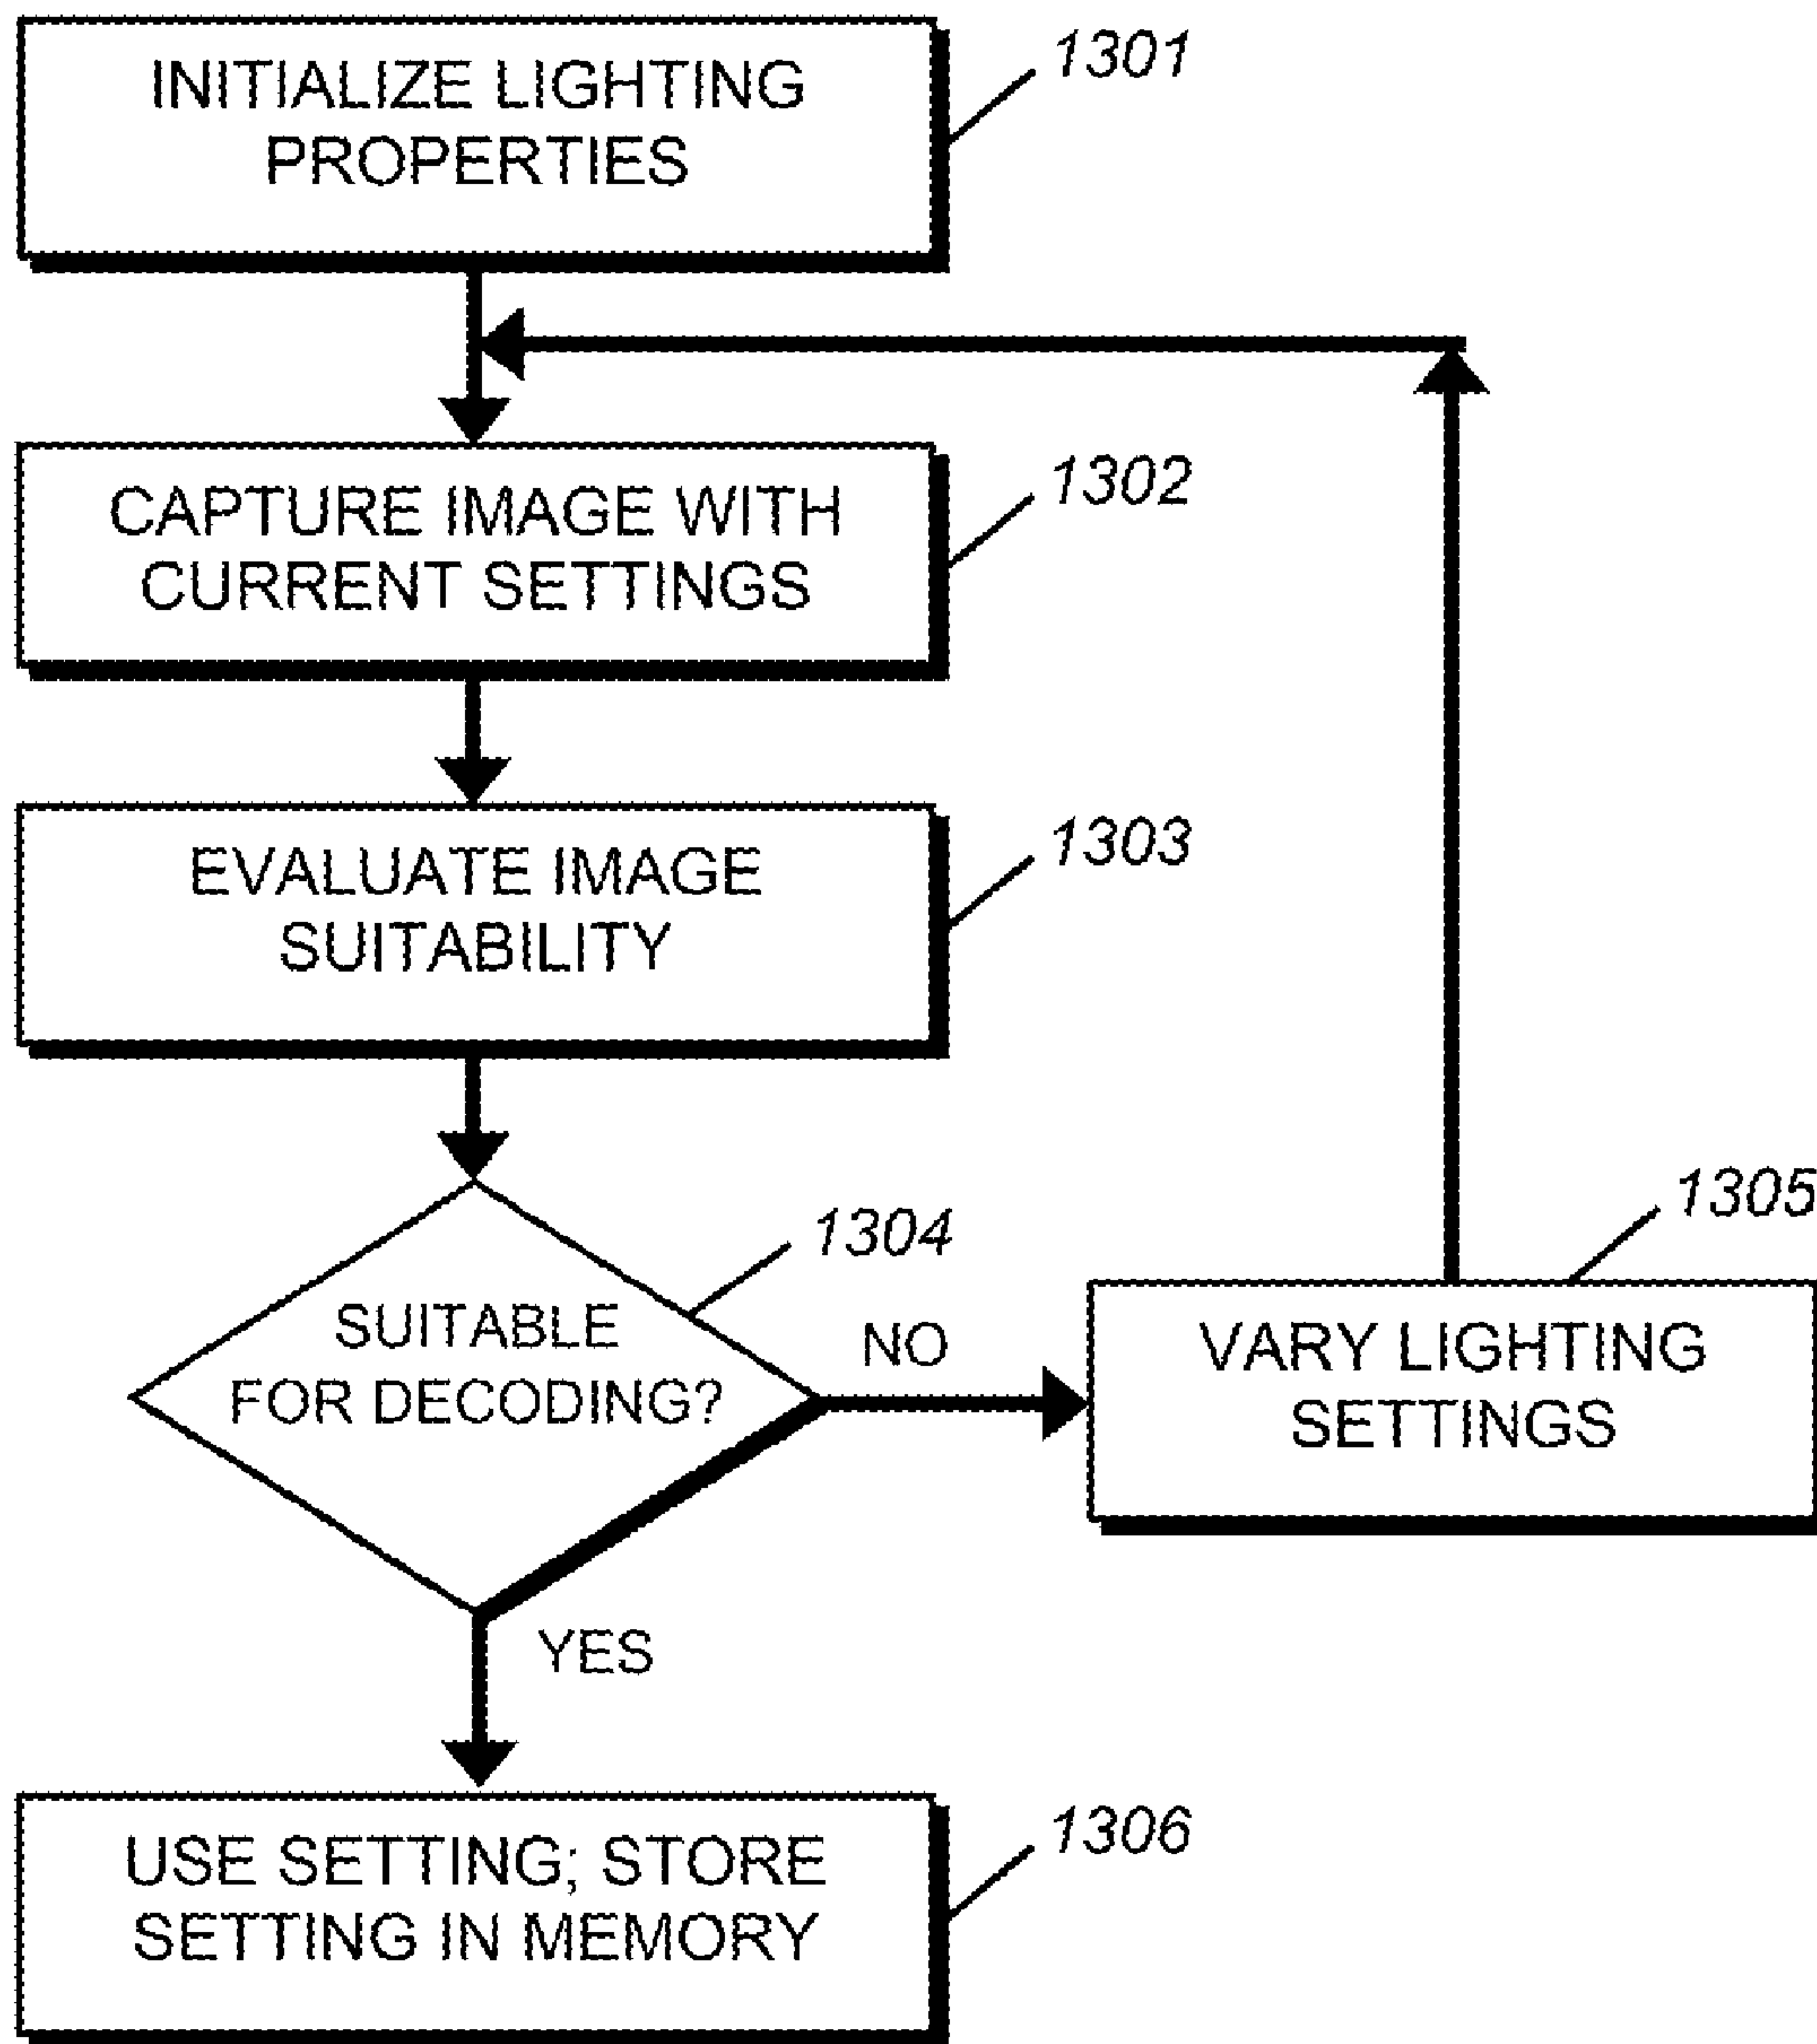 INITIALIZE LIGHTING
PROPERTIES
1301
CAPTURE IMAGE WITH
CURRENT SETTINGS
1302
EVALUATE IMAGE
SUITABILITY
1303
SUITABLE
FOR DECODING?
1304
NO
VARY LIGHTING
SETTINGS
1305
YES
USE SETTING; STORE
SETTING IN MEMORY
1306